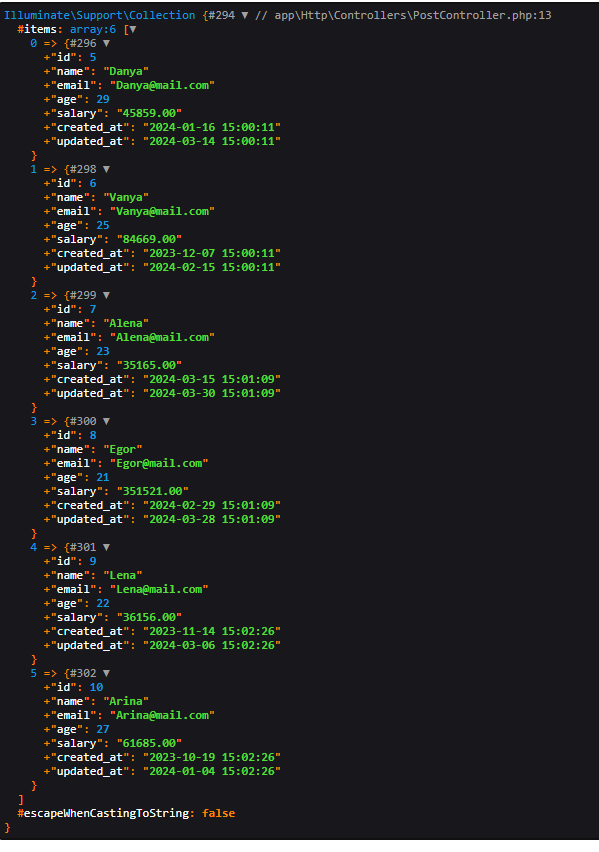 Illuminate\Support\Collection {#294 ▼ // app\Http\Controllers\PostController.php:13
#items: array:6 [▼
0 => {#296 ▼
+"id": 5
+"name": "Danya"
+"email": "Danya@mail.com"
+"age": 29
+"salary": "45859.00"
+"created_at": "2024-01-16 15:00:11"
+"updated_at": "2024-03-14 15:00:11"
}
1 => {#298 ▼
+"id": 6
+"name": "Vanya"
+"email": "Vanya@mail.com"
+"age": 25
+"salary": "84669.00"
+"created_at": "2023-12-07 15:00:11"
+"updated_at": "2024-02-15 15:00:11"
}
2 => {#299 ▼
+"id": 7
+"name": "Alena"
+"email": "Alena@mail.com"
+"age": 23
+"salary": "35165.00"
+"created_at": "2024-03-15 15:01:09"
+"updated_at": "2024-03-30 15:01:09"
}
3 => {#300 ▼
+"id": 8
+"name": "Egor"
+"email": "Egor@mail.com"
+"age": 21
+"salary": "351521.00"
+"created_at": "2024-02-29 15:01:09"
+"updated_at": "2024-03-28 15:01:09"
}
4 => {#301 ▼
+"id": 9
+"name": "Lena"
+"email": "Lena@mail.com"
+"age": 22
+"salary": "36156.00"
+"created_at": "2023-11-14 15:02:26"
+"updated_at": "2024-03-06 15:02:26"
}
5 => {#302 ▼
+"id": 10
+"name": "Arina"
+"email": "Arina@mail.com"
+"age": 27
+"salary": "61685.00"
+"created_at": "2023-10-19 15:02:26"
+"updated_at": "2024-01-04 15:02:26"
}
]
#escapeWhenCastingToString: false
}